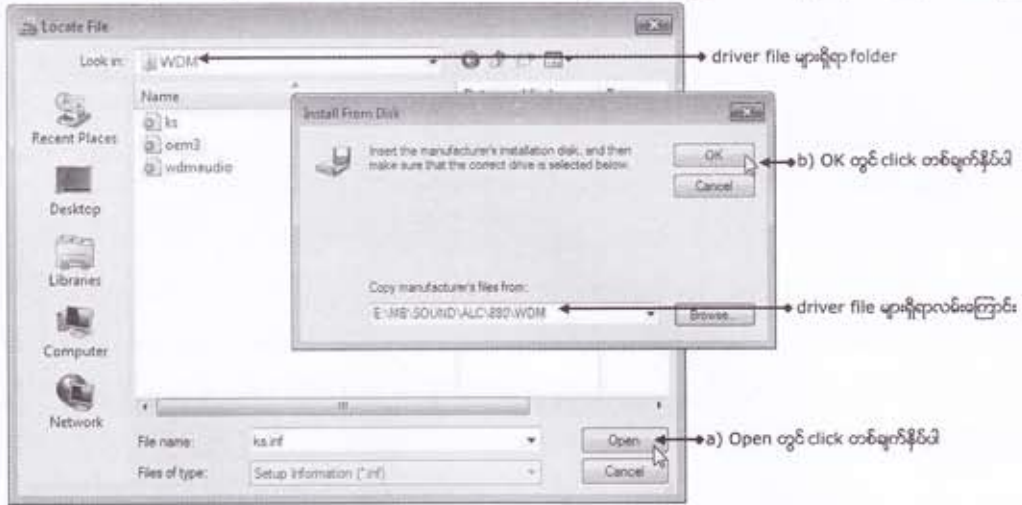 Locate File
Look in: WDM
driver file များရှိရာ folder
Name
ks
oem3
wdmaudio
Recent Places
Desktop
Libraries
Computer
Network
Install From Disk
Insert the manufacturer's installation disk, and then
make sure that the correct drive is selected below.
OK
Cancel
b) OK တွင် click တစ်ချက်နှိပ်ပါ
Copy manufacturer's files from:
E:\MB\SOUND\ALC\880\WDM
Browse...
driver file များရှိရာလမ်းကြောင်း
File name: ks.inf
Open
a) Open တွင် click တစ်ချက်နှိပ်ပါ
Files of type: Setup Information (*.inf)
Cancel